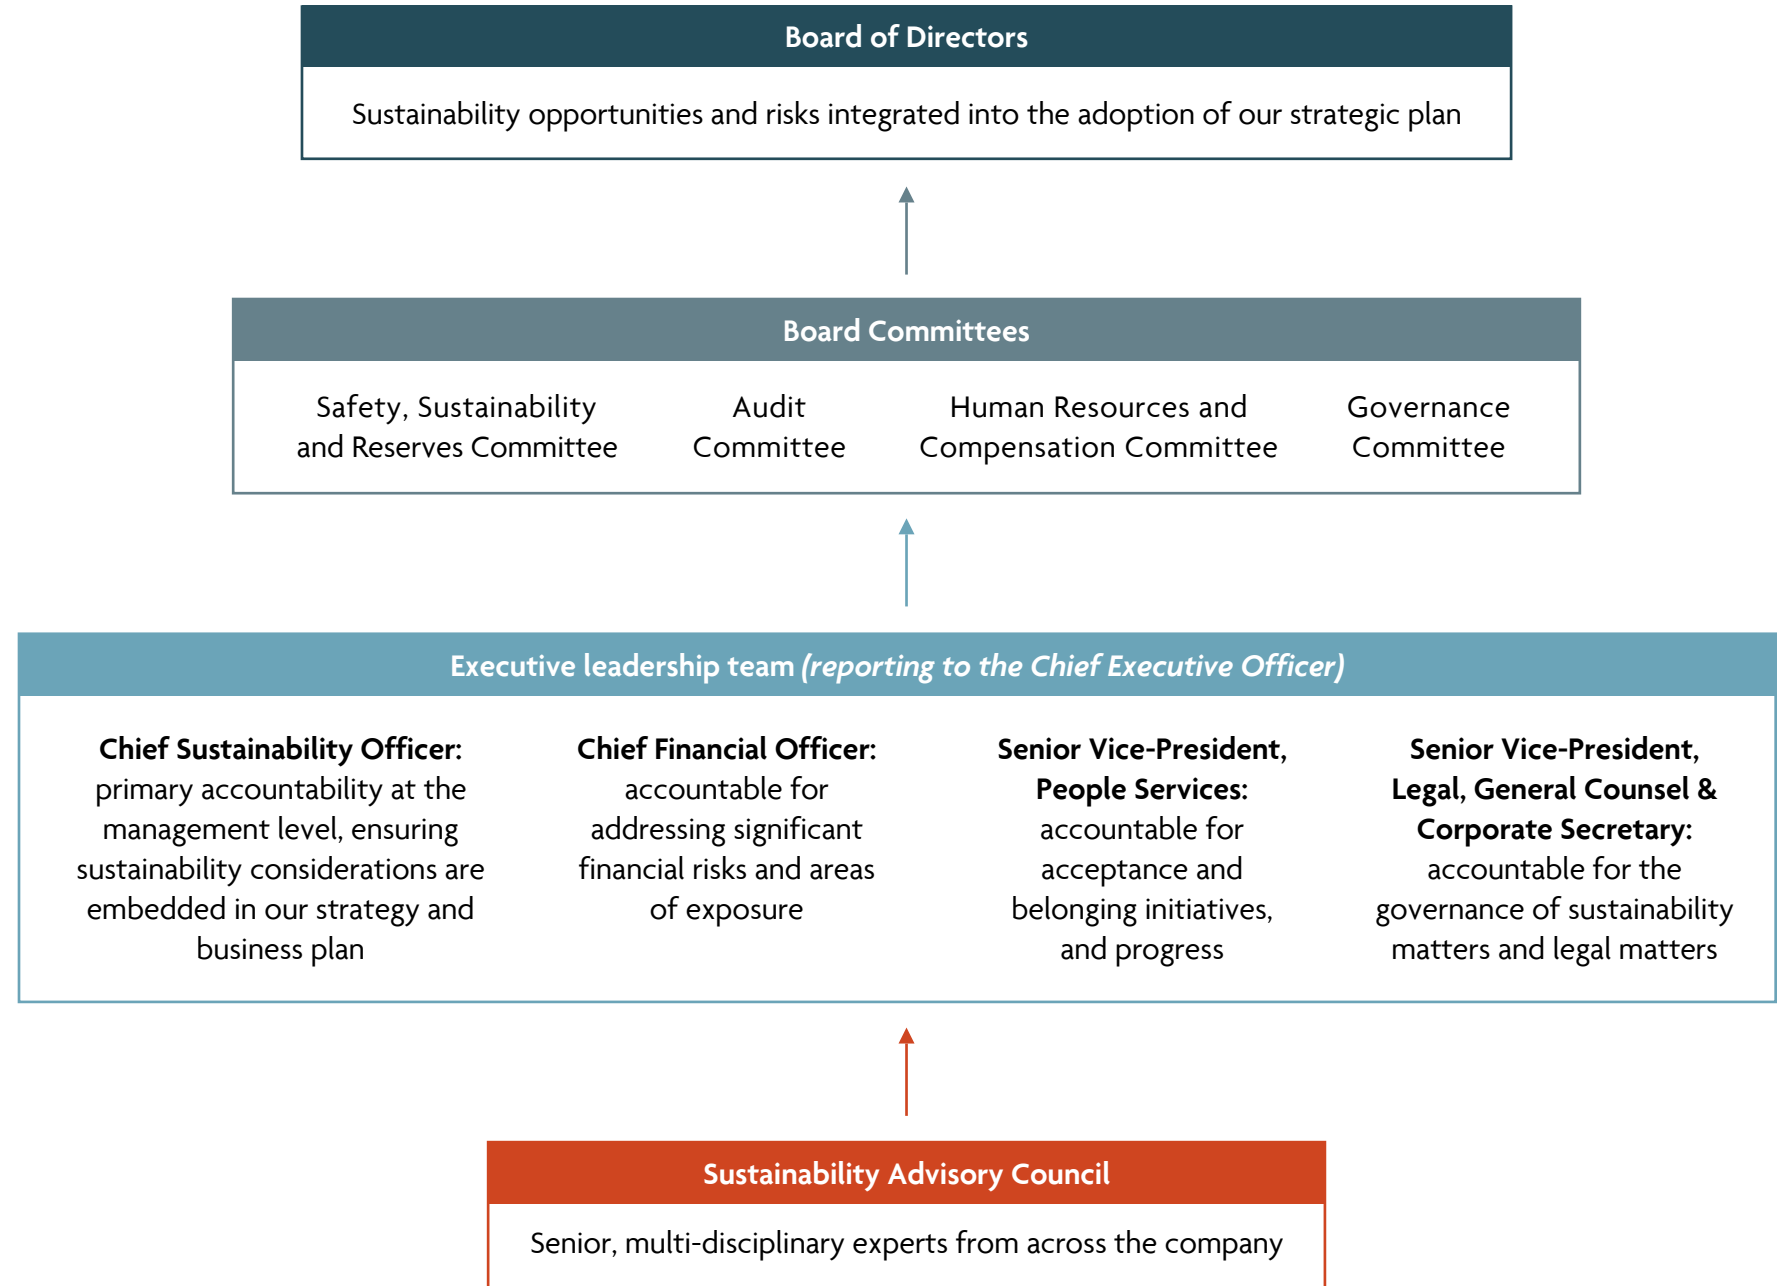 Board of Directors
Sustainability opportunities and risks integrated into the adoption of our strategic plan
Board Committees
Safety, Sustainability
and Reserves Committee
Audit
Committee
Human Resources and
Compensation Committee
Governance
Committee
Executive leadership team (reporting to the Chief Executive Officer)
Chief Sustainability Officer:
primary accountability at the
management level, ensuring
sustainability considerations are
embedded in our strategy and
business plan
Chief Financial Officer:
accountable for
addressing significant
financial risks and areas
of exposure
Senior Vice-President,
People Services:
accountable for
acceptance and
belonging initiatives,
and progress
Senior Vice-President,
Legal, General Counsel &
Corporate Secretary:
accountable for the
governance of sustainability
matters and legal matters
Sustainability Advisory Council
Senior, multi-disciplinary experts from across the company